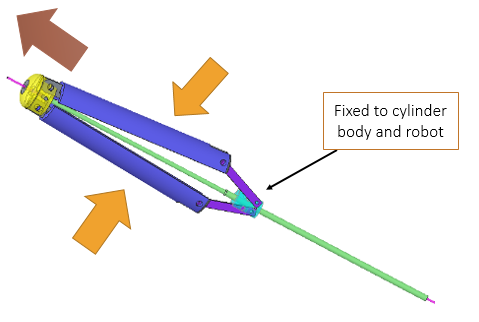 Fixed to cylinder
body and robot